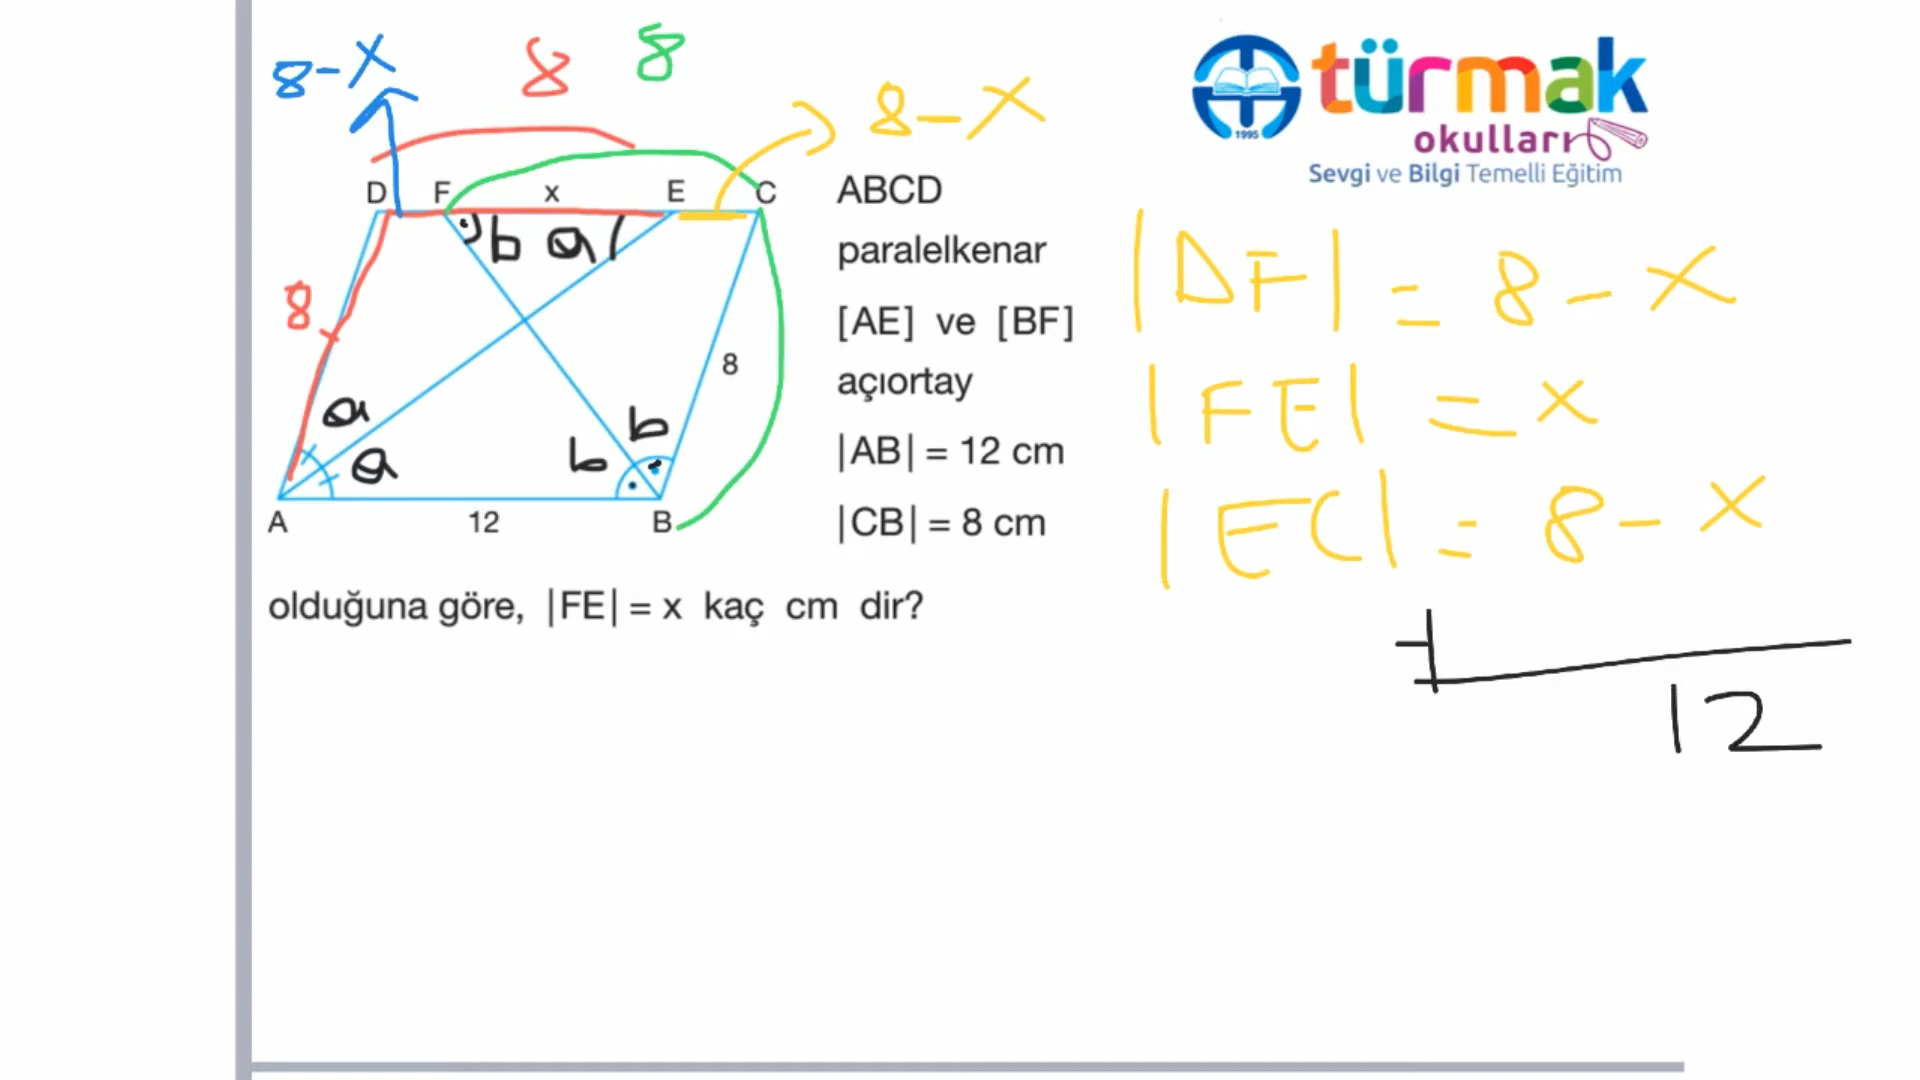 8-x 8 8
8-x
türmak
okulları
1995
Sevgi ve Bilgi Temelli Eğitim
D F x E C
b a
8
8
a
a
b
b
A 12 B
ABCD
paralelkenar
[AE] ve [BF]
açıortay
|AB| = 12 cm
|CB| = 8 cm
olduğuna göre, |FE| = x kaç cm dir?
|DF| = 8-x
|FE| = x
|EC| = 8-x
+
12